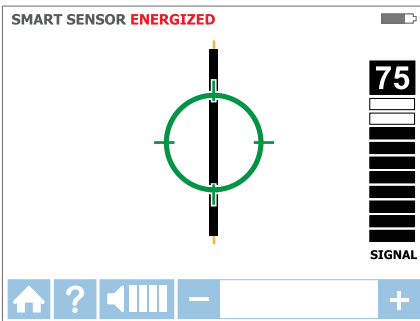 SMART SENSOR ENERGIZED
75
SIGNAL
?
− +